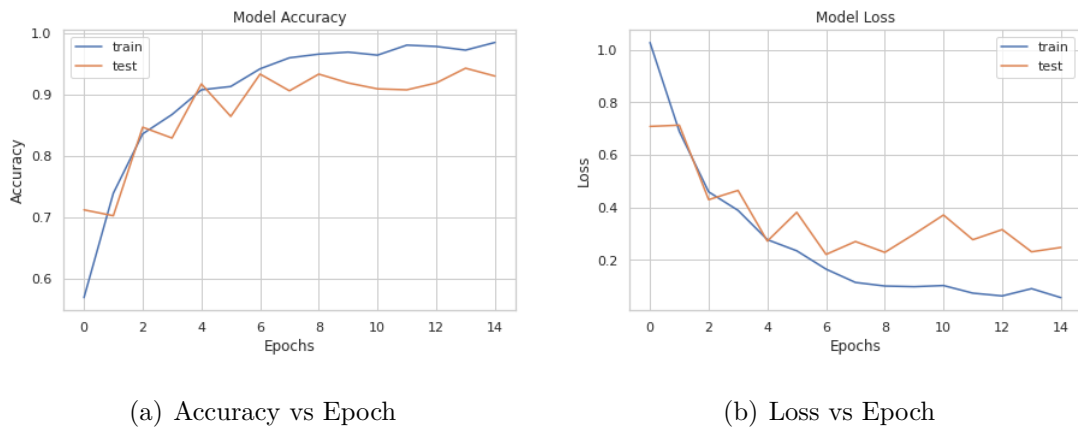 Model Accuracy
train
test
1.0
0.9
0.8
0.7
0.6
Accuracy
0 2 4 6 8 10 12 14
Epochs
Model Loss
train
test
1.0
0.8
0.6
0.4
0.2
Loss
0 2 4 6 8 10 12 14
Epochs
(a) Accuracy vs Epoch
(b) Loss vs Epoch